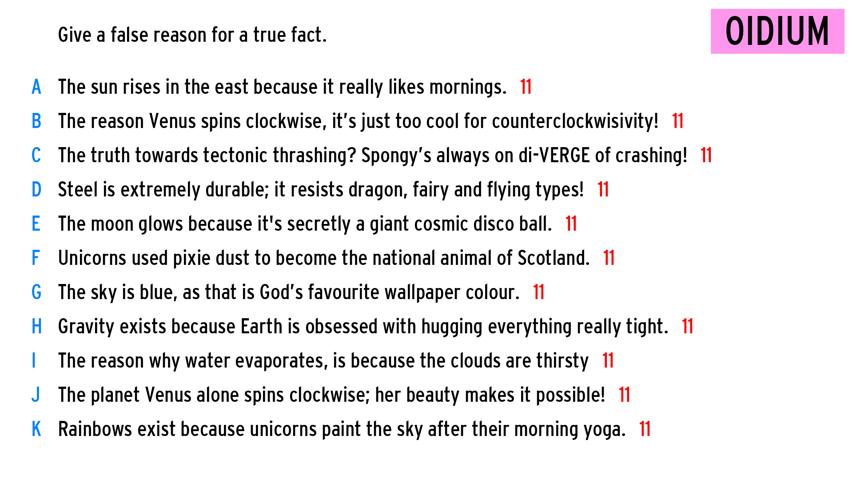 Give a false reason for a true fact.
OIDIUM
A The sun rises in the east because it really likes mornings. 11
B The reason Venus spins clockwise, it's just too cool for counterclockwisivity! 11
C The truth towards tectonic thrashing? Spongy's always on di-VERGE of crashing! 11
D Steel is extremely durable; it resists dragon, fairy and flying types! 11
E The moon glows because it's secretly a giant cosmic disco ball. 11
F Unicorns used pixie dust to become the national animal of Scotland. 11
G The sky is blue, as that is God's favourite wallpaper colour. 11
H Gravity exists because Earth is obsessed with hugging everything really tight. 11
I The reason why water evaporates, is because the clouds are thirsty 11
J The planet Venus alone spins clockwise; her beauty makes it possible! 11
K Rainbows exist because unicorns paint the sky after their morning yoga. 11